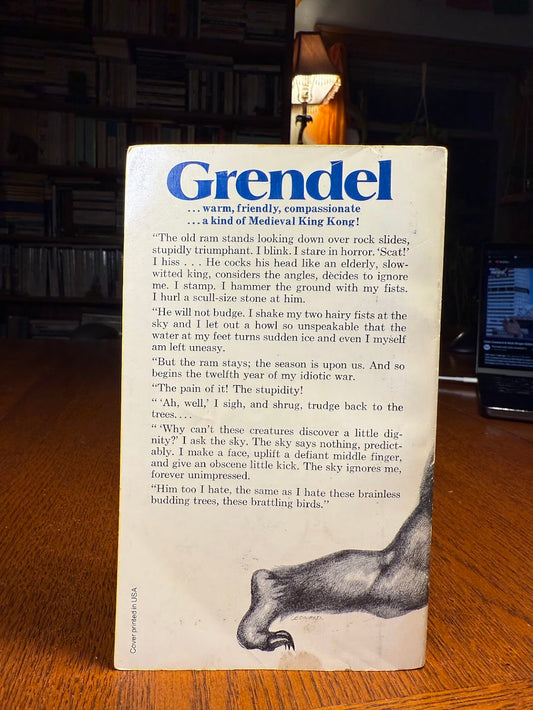 Grendel
...warm, friendly, compassionate
...a kind of Medieval King Kong!
“The old ram stands looking down over rock slides,
stupidly triumphant. I blink. I stare in horror. ‘Scat!’
I hiss . . . He cocks his head like an elderly, slow-
witted king, considers the angles, decides to ignore
me. I stamp. I hammer the ground with my fists.
I hurl a scull-size stone at him.
“He will not budge. I shake my two hairy fists at the
sky and I let out a howl so unspeakable that the
water at my feet turns sudden ice and even I myself
am left uneasy.
“But the ram stays; the season is upon us. And so
begins the twelfth year of my idiotic war.
“The pain of it! The stupidity!
“ ‘Ah, well,’ I sigh, and shrug, trudge back to the
trees. . . .
“ ‘Why can’t these creatures discover a little dig-
nity?’ I ask the sky. The sky says nothing, predict-
ably. I make a face, uplift a defiant middle finger,
and give an obscene little kick. The sky ignores me,
forever unimpressed.
“Him too I hate, the same as I hate these brainless
budding trees, these brattling birds.”
Cover printed in USA